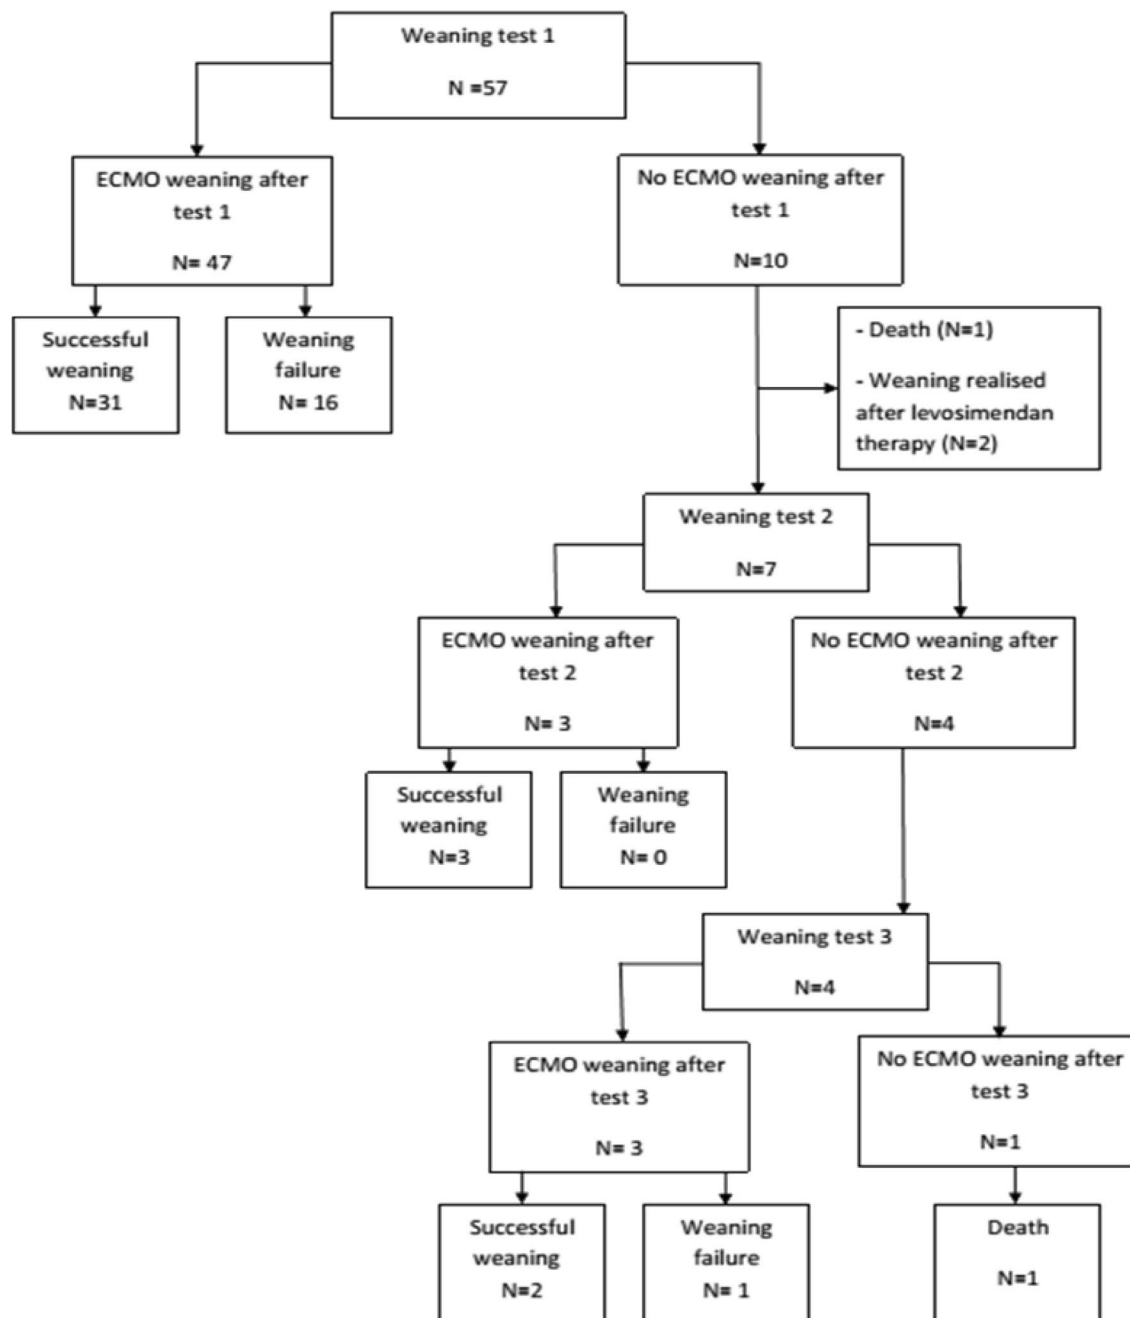 Weaning test 1
N =57
ECMO weaning after
test 1
N= 47
No ECMO weaning after
test 1
N=10
Successful
weaning
N=31
Weaning
failure
N= 16
- Death (N=1)
- Weaning realised
after levosimendan
therapy (N=2)
Weaning test 2
N=7
ECMO weaning after
test 2
N= 3
No ECMO weaning after
test 2
N=4
Successful
weaning
N=3
Weaning
failure
N= 0
Weaning test 3
N=4
ECMO weaning after
test 3
N= 3
No ECMO weaning after
test 3
N=1
Successful
weaning
N=2
Weaning
failure
N= 1
Death
N=1